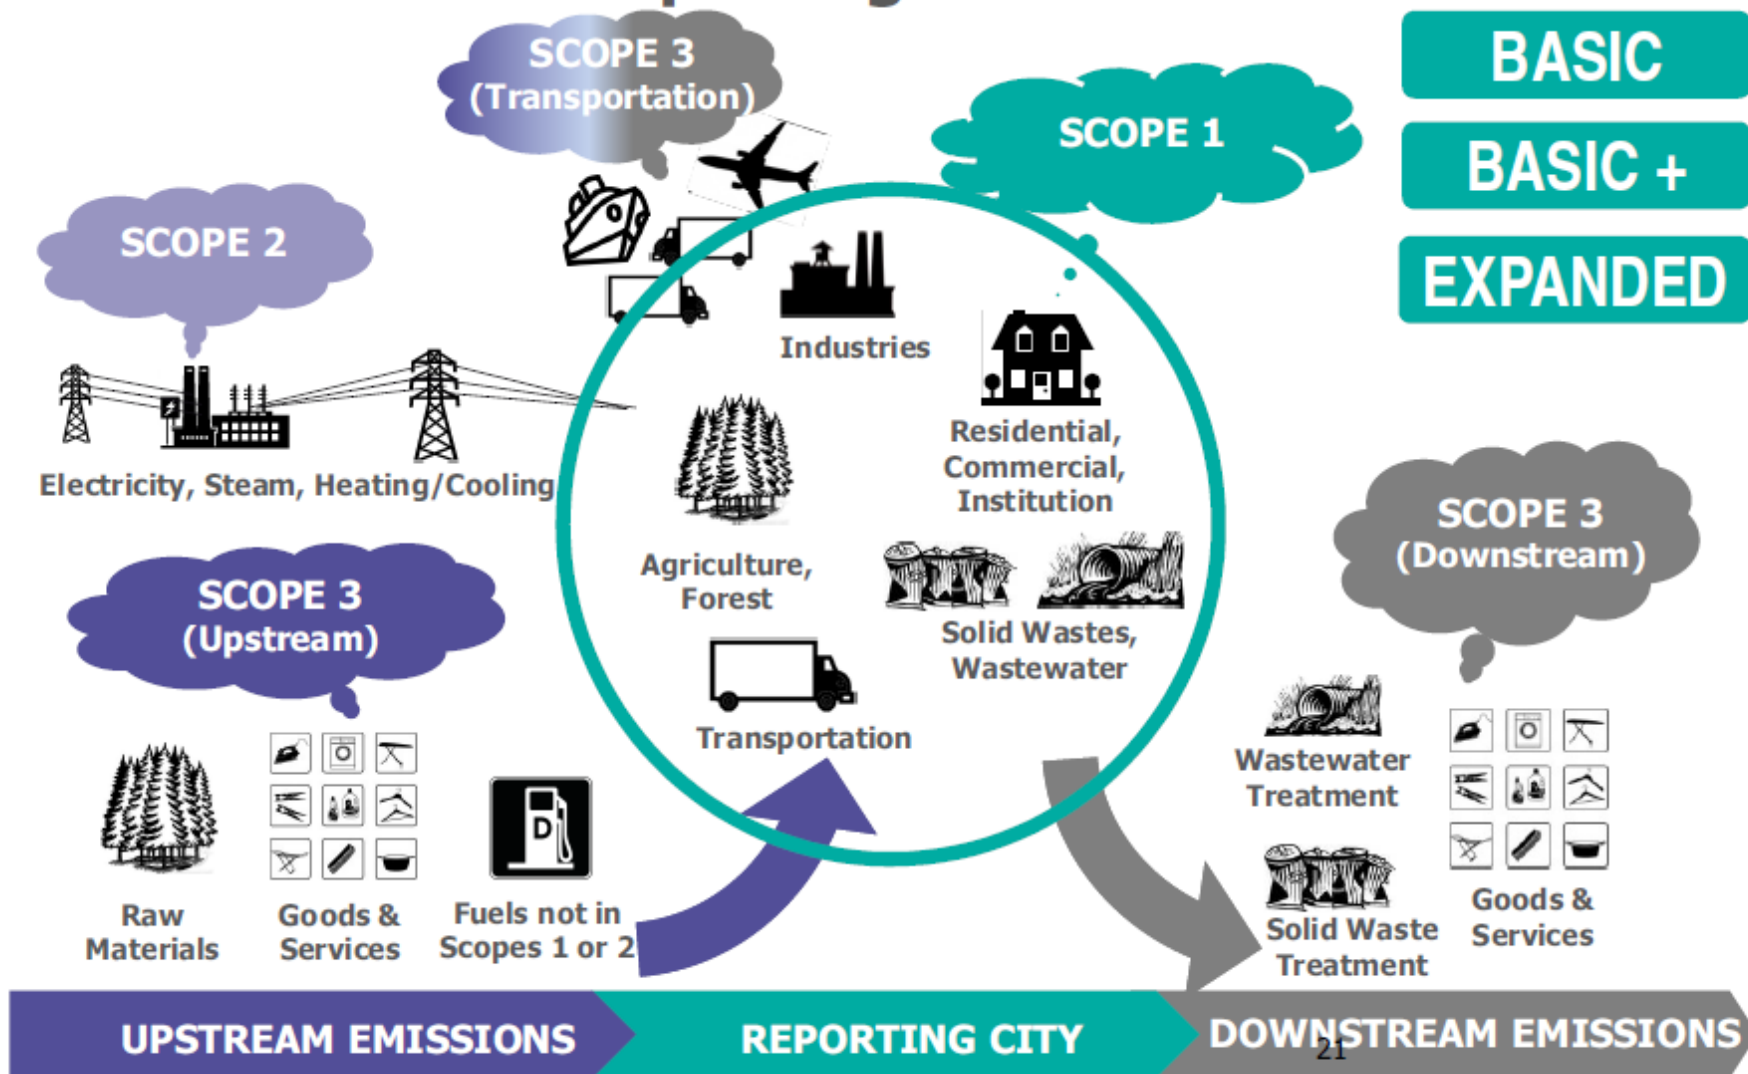 SCOPE 3
(Transportation)
SCOPE 1
BASIC
BASIC +
EXPANDED
SCOPE 2
Industries
Residential,
Commercial,
Institution
Electricity, Steam, Heating/Cooling
Agriculture,
Forest
Solid Wastes,
Wastewater
Transportation
SCOPE 3
(Upstream)
SCOPE 3
(Downstream)
D
Raw
Materials
Goods &
Services
Fuels not in
Scopes 1 or 2
Wastewater
Treatment
Solid Waste
Treatment
Goods &
Services
UPSTREAM EMISSIONS
REPORTING CITY
DOWNSTREAM EMISSIONS
21